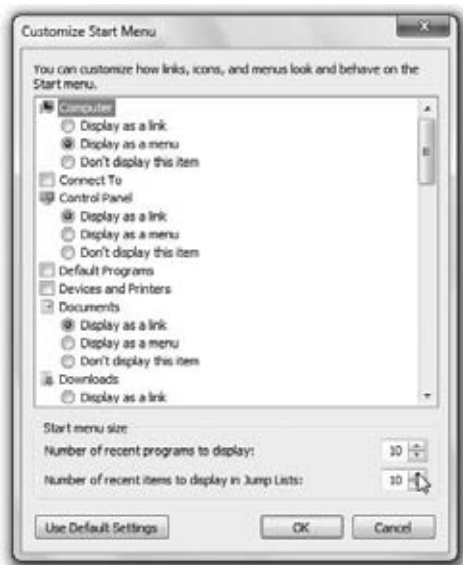 Customize Start Menu
You can customize how links, icons, and menus look and behave on the
Start menu.
Computer
Display as a link
Display as a menu
Don't display this item
Connect To
Control Panel
Display as a link
Display as a menu
Don't display this item
Default Programs
Devices and Printers
Documents
Display as a link
Display as a menu
Don't display this item
Downloads
Display as a link
Start menu size
Number of recent programs to display: 10
Number of recent items to display in Jump Lists: 10
Use Default Settings OK Cancel